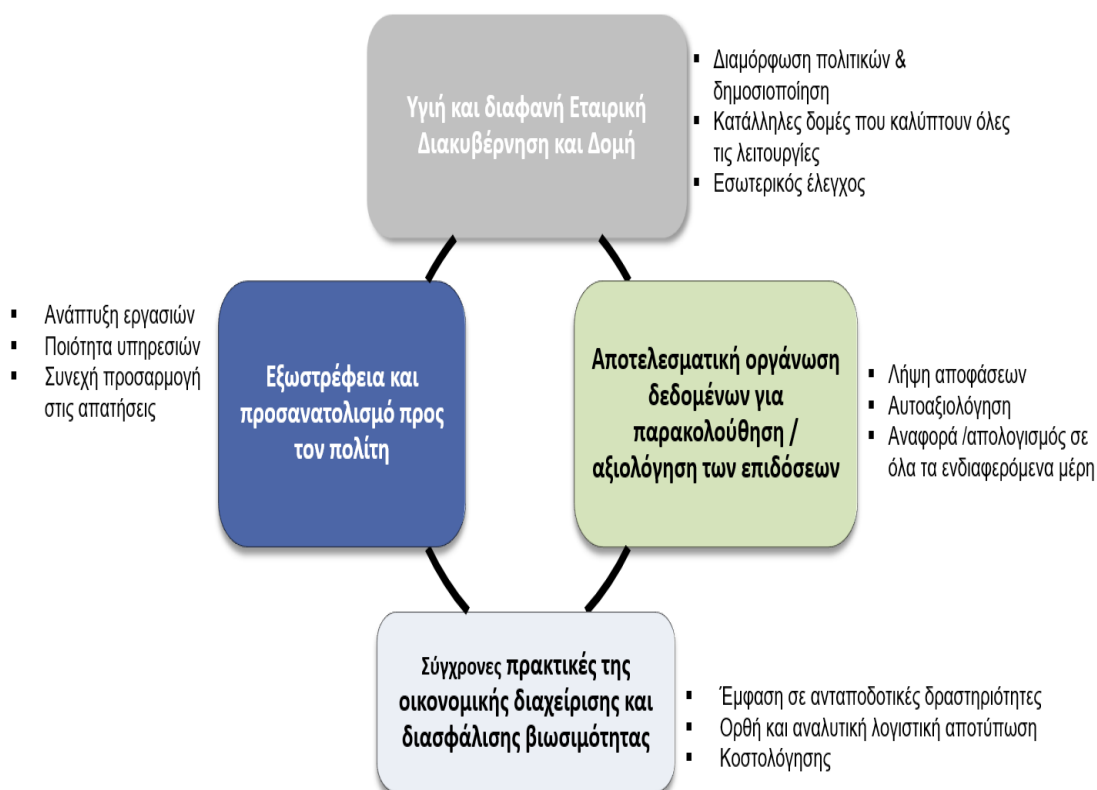 Υγιή και διαφανή Εταιρική
Διακυβέρνηση και Δομή
▪ Διαμόρφωση πολιτικών &
δημοσιοποίηση
▪ Κατάλληλες δομές που καλύπτουν όλες
τις λειτουργίες
▪ Εσωτερικός έλεγχος
▪ Ανάπτυξη εργασιών
▪ Ποιότητα υπηρεσιών
▪ Συνεχή προσαρμογή
στις απατήσεις
Εξωστρέφεια και
προσανατολισμό προς
τον πολίτη
Αποτελεσματική οργάνωση
δεδομένων για
παρακολούθηση /
αξιολόγηση των επιδόσεων
▪ Λήψη αποφάσεων
▪ Αυτοαξιολόγηση
▪ Αναφορά /απολογισμός σε
όλα τα ενδιαφερόμενα μέρη
Σύγχρονες πρακτικές της
οικονομικής διαχείρισης και
διασφάλισης βιωσιμότητας
▪ Έμφαση σε ανταποδοτικές δραστηριότητες
▪ Ορθή και αναλυτική λογιστική αποτύπωση
▪ Κοστολόγησης